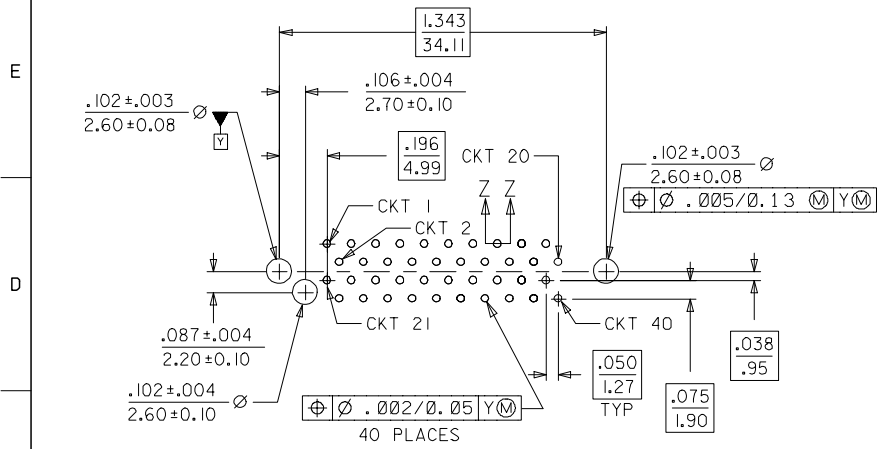 1.343
34.11
E
.106±.004
2.70±0.10
.102±.003 Ø
2.60±0.08
Y
.196
4.99
CKT 20
.102±.003 Ø
2.60±0.08
⌖ Ø .005/0.13 Ⓜ YⓂ
Z Z
CKT 1
CKT 2
D
CKT 21
CKT 40
.087±.004
2.20±0.10
.038
.95
.050
1.27
TYP
.075
1.90
.102±.004 Ø
2.60±0.10
⌖ Ø .002/0.05 YⓂ
40 PLACES